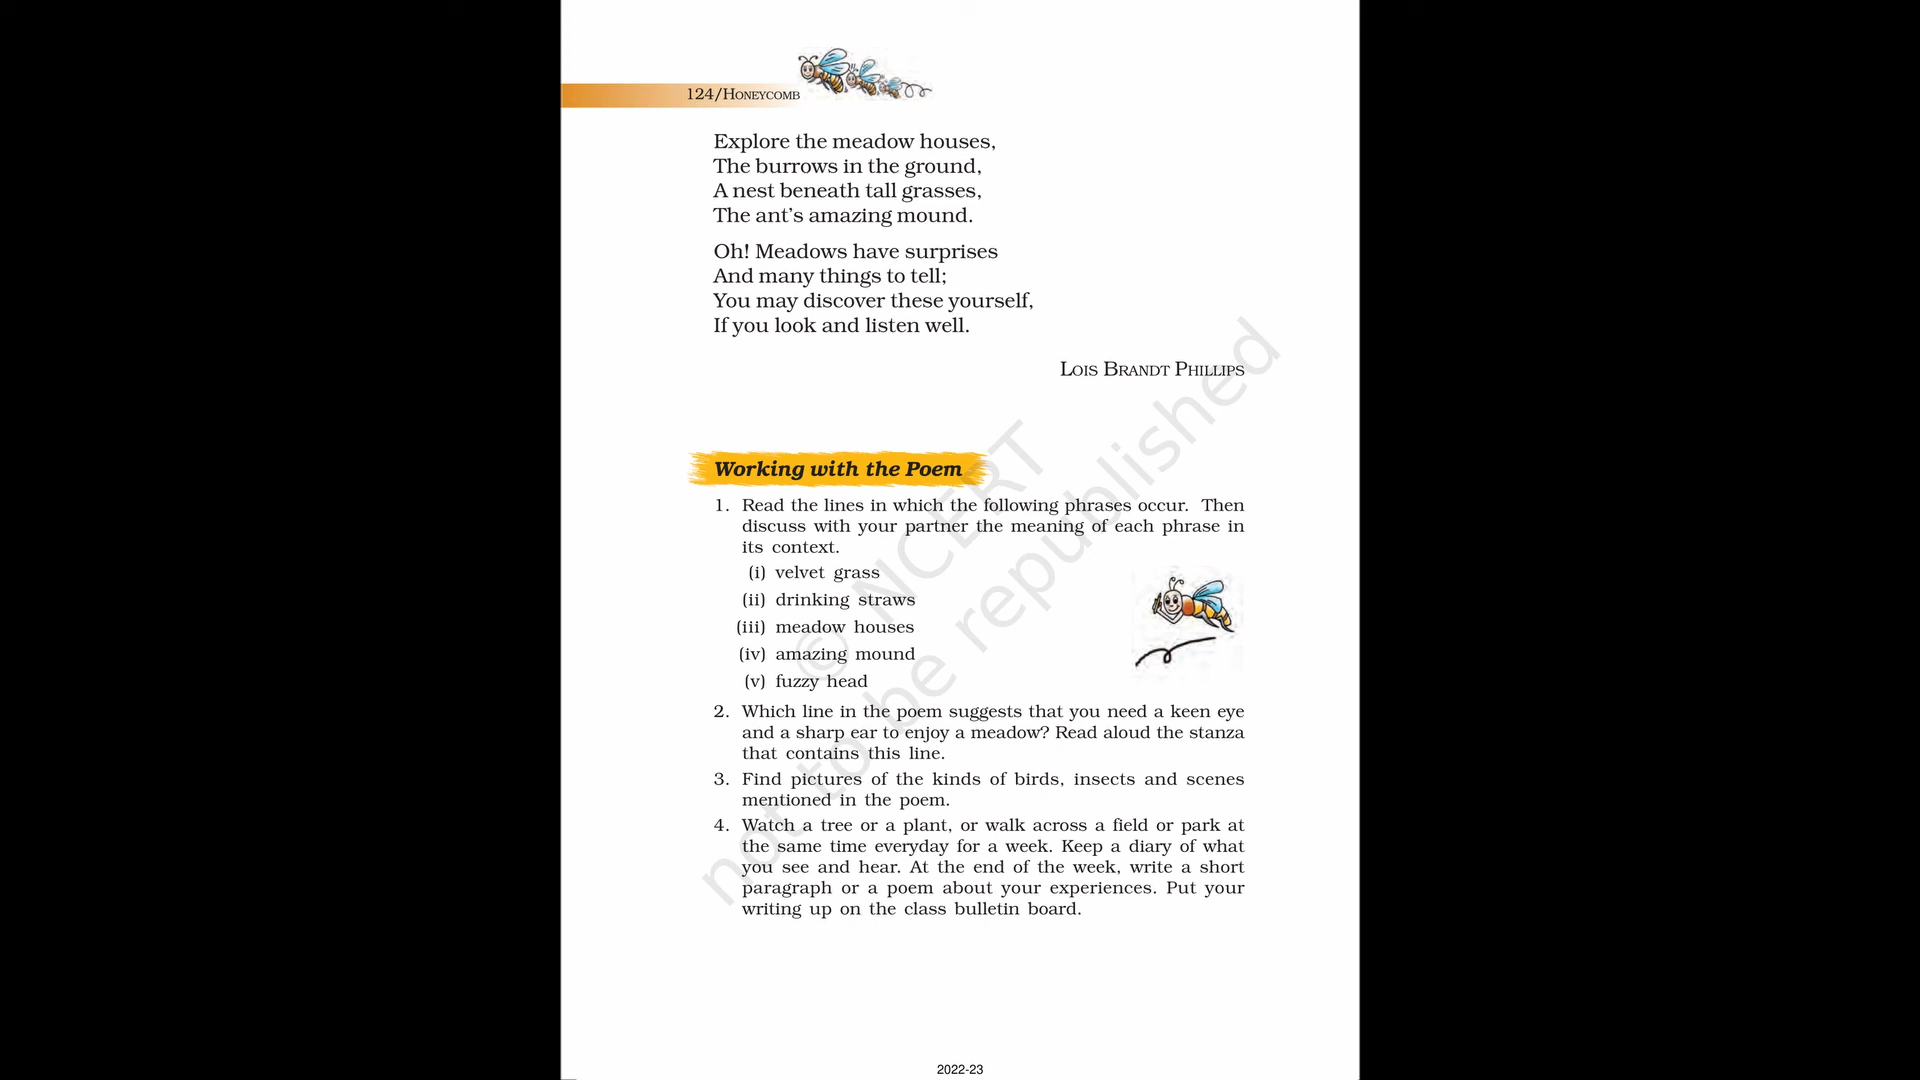 124/HONEYCOMB
Explore the meadow houses,
The burrows in the ground,
A nest beneath tall grasses,
The ant’s amazing mound.
Oh! Meadows have surprises
And many things to tell;
You may discover these yourself,
If you look and listen well.
LOIS BRANDT PHILLIPS
Working with the Poem
1. Read the lines in which the following phrases occur. Then
discuss with your partner the meaning of each phrase in
its context.
(i) velvet grass
(ii) drinking straws
(iii) meadow houses
(iv) amazing mound
(v) fuzzy head
2. Which line in the poem suggests that you need a keen eye
and a sharp ear to enjoy a meadow? Read aloud the stanza
that contains this line.
3. Find pictures of the kinds of birds, insects and scenes
mentioned in the poem.
4. Watch a tree or a plant, or walk across a field or park at
the same time everyday for a week. Keep a diary of what
you see and hear. At the end of the week, write a short
paragraph or a poem about your experiences. Put your
writing up on the class bulletin board.
© NCERT
not to be republished
2022-23